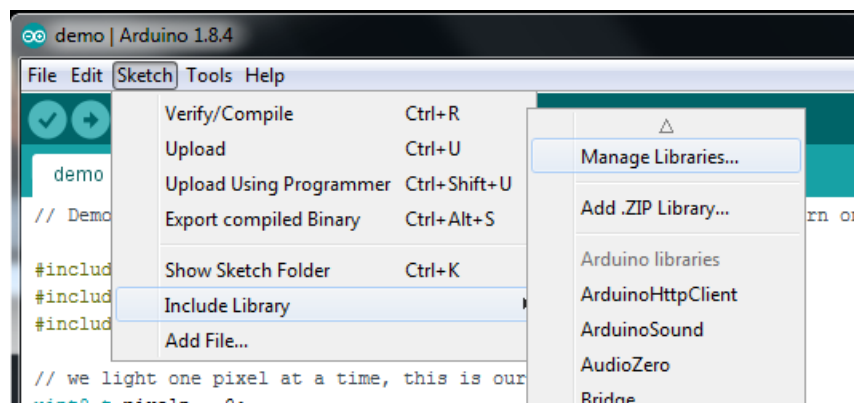 demo | Arduino 1.8.4
File Edit Sketch Tools Help
Verify/Compile Ctrl+R
Upload Ctrl+U
Upload Using Programmer Ctrl+Shift+U
Export compiled Binary Ctrl+Alt+S
Show Sketch Folder Ctrl+K
Include Library
Add File...
Manage Libraries...
Add .ZIP Library...
Arduino libraries
ArduinoHttpClient
ArduinoSound
AudioZero
Bridge
demo
// Demo
#includ
#includ
#includ
// we light one pixel at a time, this is our